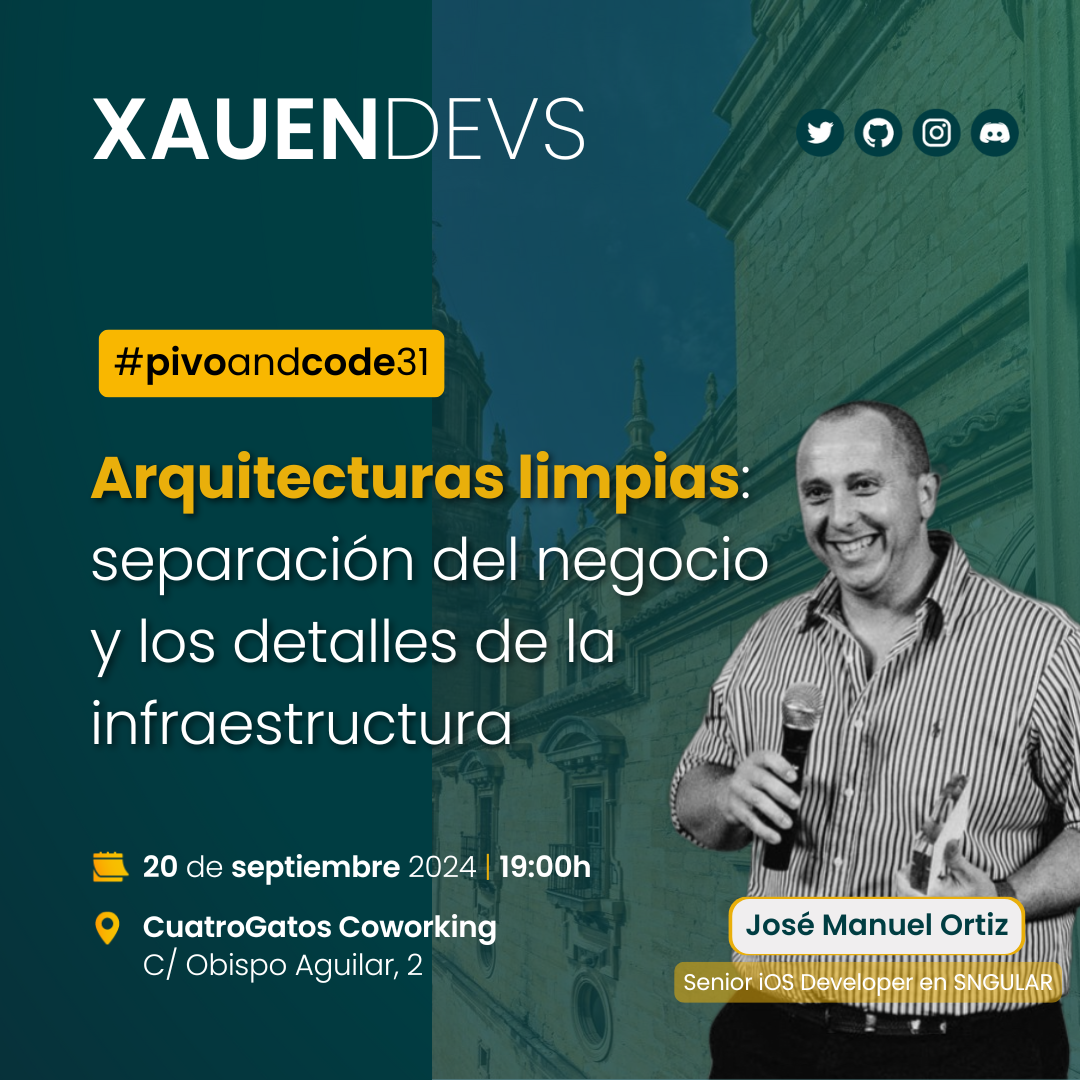 XAUENDEVS
#pivoandcode31
Arquitecturas limpias:
separación del negocio
y los detalles de la
infraestructura
20 de septiembre 2024 | 19:00h
CuatroGatos Coworking
C/ Obispo Aguilar, 2
José Manuel Ortiz
Senior iOS Developer en SNGULAR